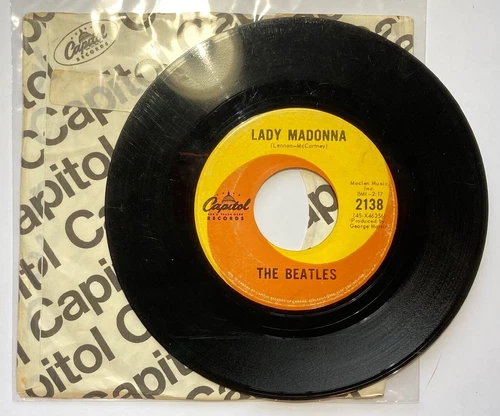 Capitol
RECORDS
Capitol
Capitol
Capitol
Capitol
Capitol C
LADY MADONNA
(Lennon-McCartney)
Capitol
RECORDS
Maclen Music
Inc.
BMI-2:17
2138
(45-X46256)
Produced by
George Martin
THE BEATLES